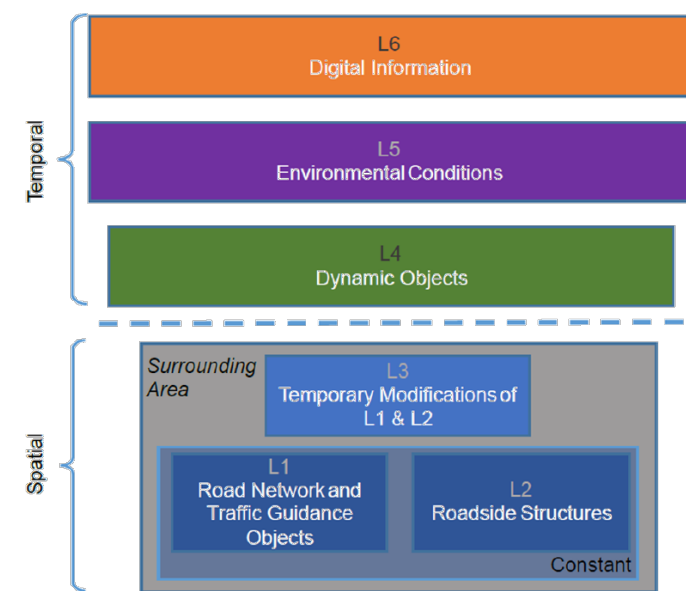 Temporal
L6
Digital Information
L5
Environmental Conditions
L4
Dynamic Objects
Spatial
Surrounding
Area
L3
Temporary Modifications of
L1 & L2
L1
Road Network and
Traffic Guidance
Objects
L2
Roadside Structures
Constant